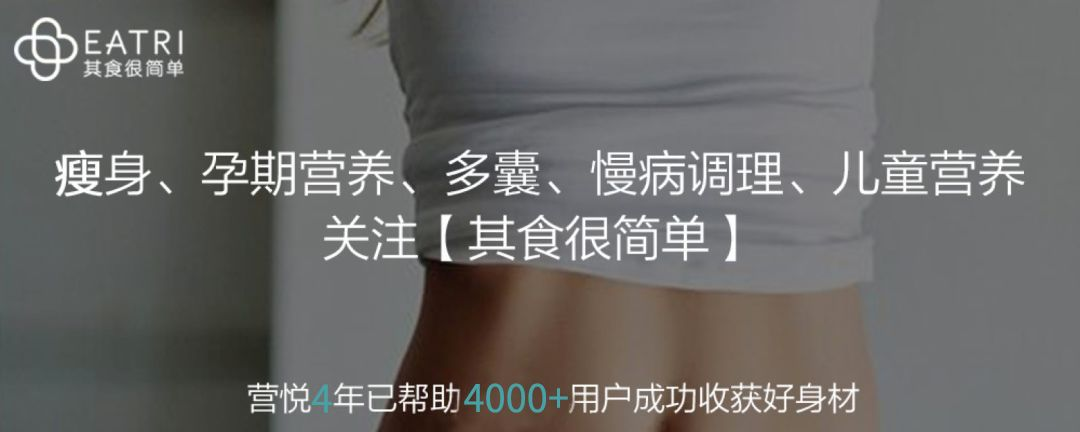 EATRI
其食很简单
瘦身、孕期营养、多囊、慢病调理、儿童营养
关注【其食很简单】
营悦4年已帮助4000+用户成功收获好身材